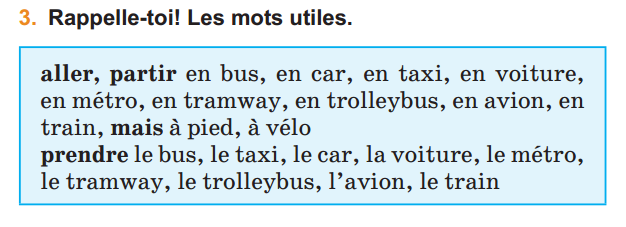 3. Rappelle-toi! Les mots utiles.
aller, partir en bus, en car, en taxi, en voiture,
en métro, en tramway, en trolleybus, en avion, en
train, mais à pied, à vélo
prendre le bus, le taxi, le car, la voiture, le métro,
le tramway, le trolleybus, l’avion, le train